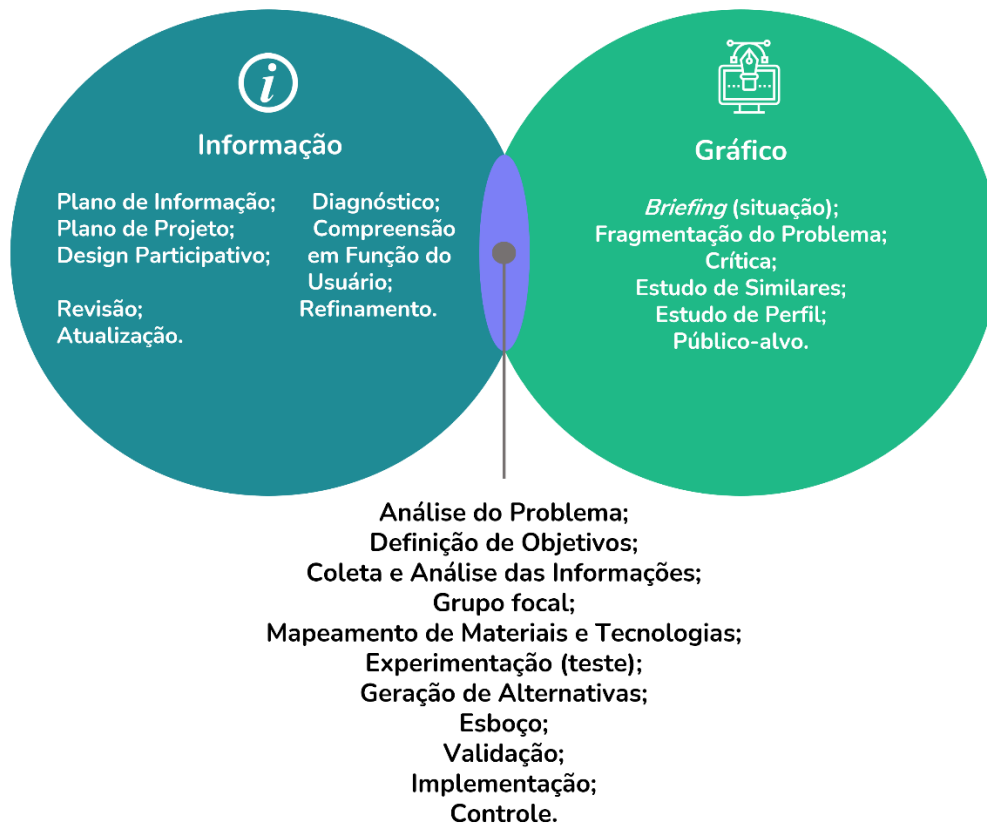 i
Informação
Plano de Informação;
Plano de Projeto;
Design Participativo;
Revisão;
Atualização.
Diagnóstico;
Compreensão
em Função do
Usuário;
Refinamento.
Gráfico
Briefing (situação);
Fragmentação do Problema;
Crítica;
Estudo de Similares;
Estudo de Perfil;
Público-alvo.
Análise do Problema;
Definição de Objetivos;
Coleta e Análise das Informações;
Grupo focal;
Mapeamento de Materiais e Tecnologias;
Experimentação (teste);
Geração de Alternativas;
Esboço;
Validação;
Implementação;
Controle.